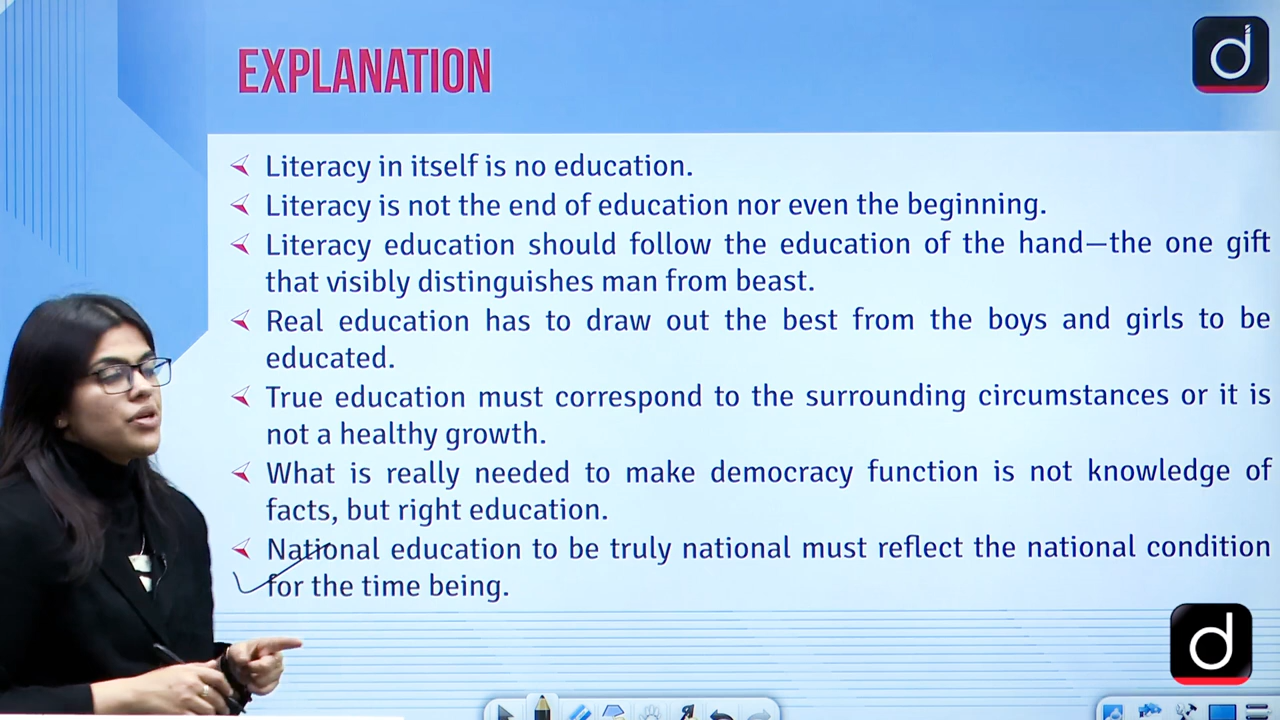 EXPLANATION
d
Literacy in itself is no education.
Literacy is not the end of education nor even the beginning.
Literacy education should follow the education of the hand—the one gift
that visibly distinguishes man from beast.
Real education has to draw out the best from the boys and girls to be
educated.
True education must correspond to the surrounding circumstances or it is
not a healthy growth.
What is really needed to make democracy function is not knowledge of
facts, but right education.
National education to be truly national must reflect the national condition
for the time being.
d